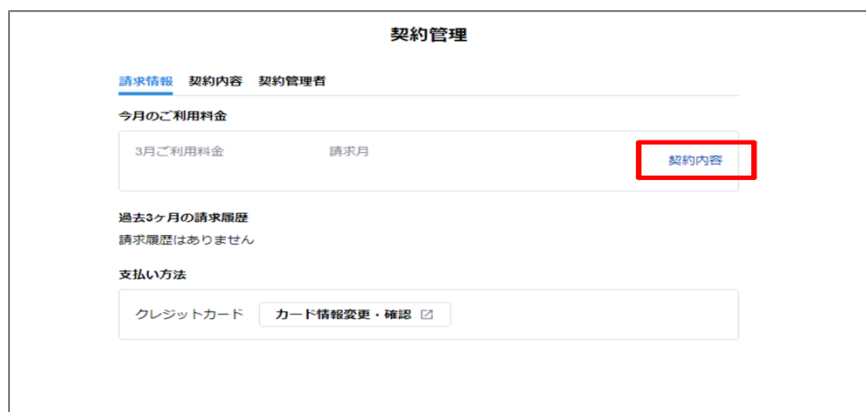 契約管理
請求情報 契約内容 契約管理者
今月のご利用料金
3月ご利用料金 請求月 契約内容
過去3ヶ月の請求履歴
請求履歴はありません
支払い方法
クレジットカード カード情報変更・確認